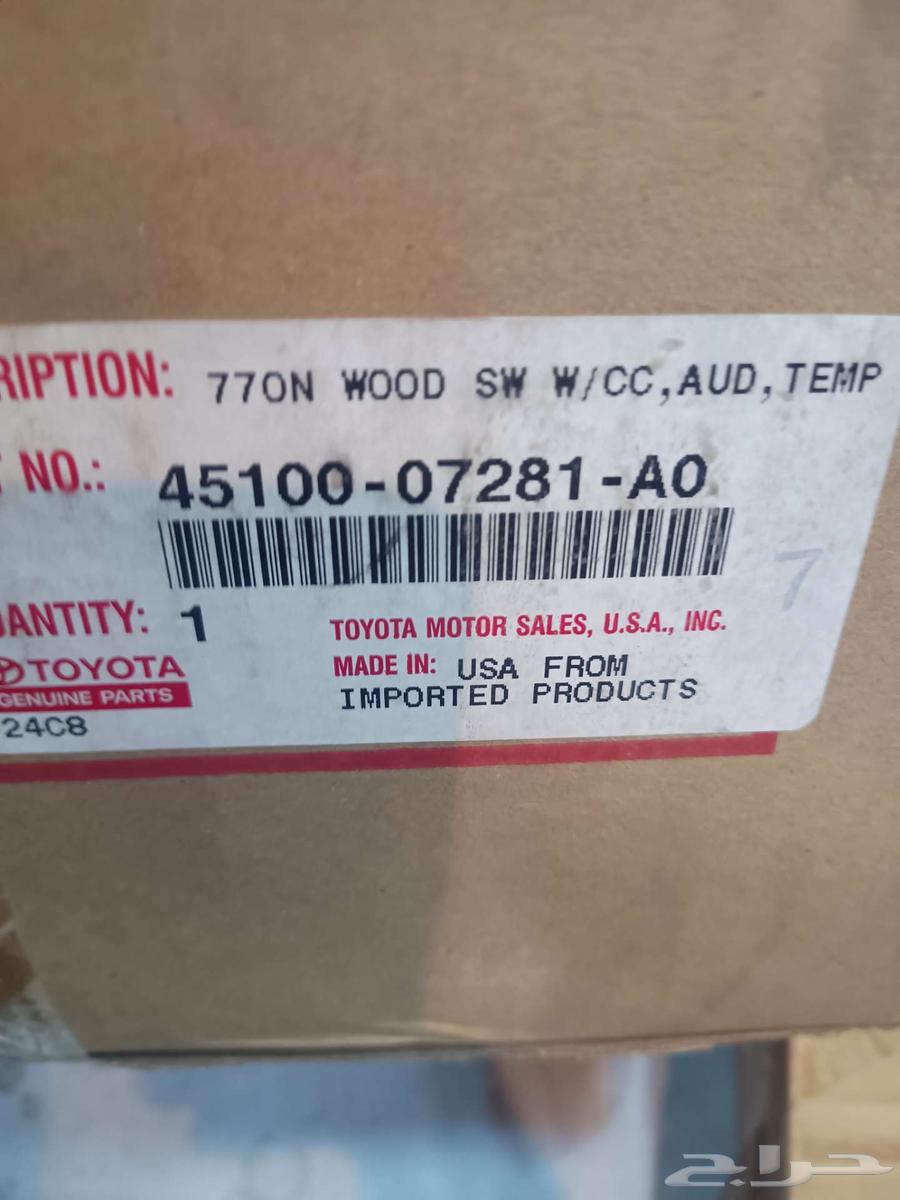 RIPTION: 770N WOOD SW W/CC,AUD,TEMP
NO.: 45100-07281-A0
7
ANTITY: 1
TOYOTA MOTOR SALES, U.S.A., INC.
TOYOTA
GENUINE PARTS
MADE IN: USA FROM
IMPORTED PRODUCTS
24C8
حراج